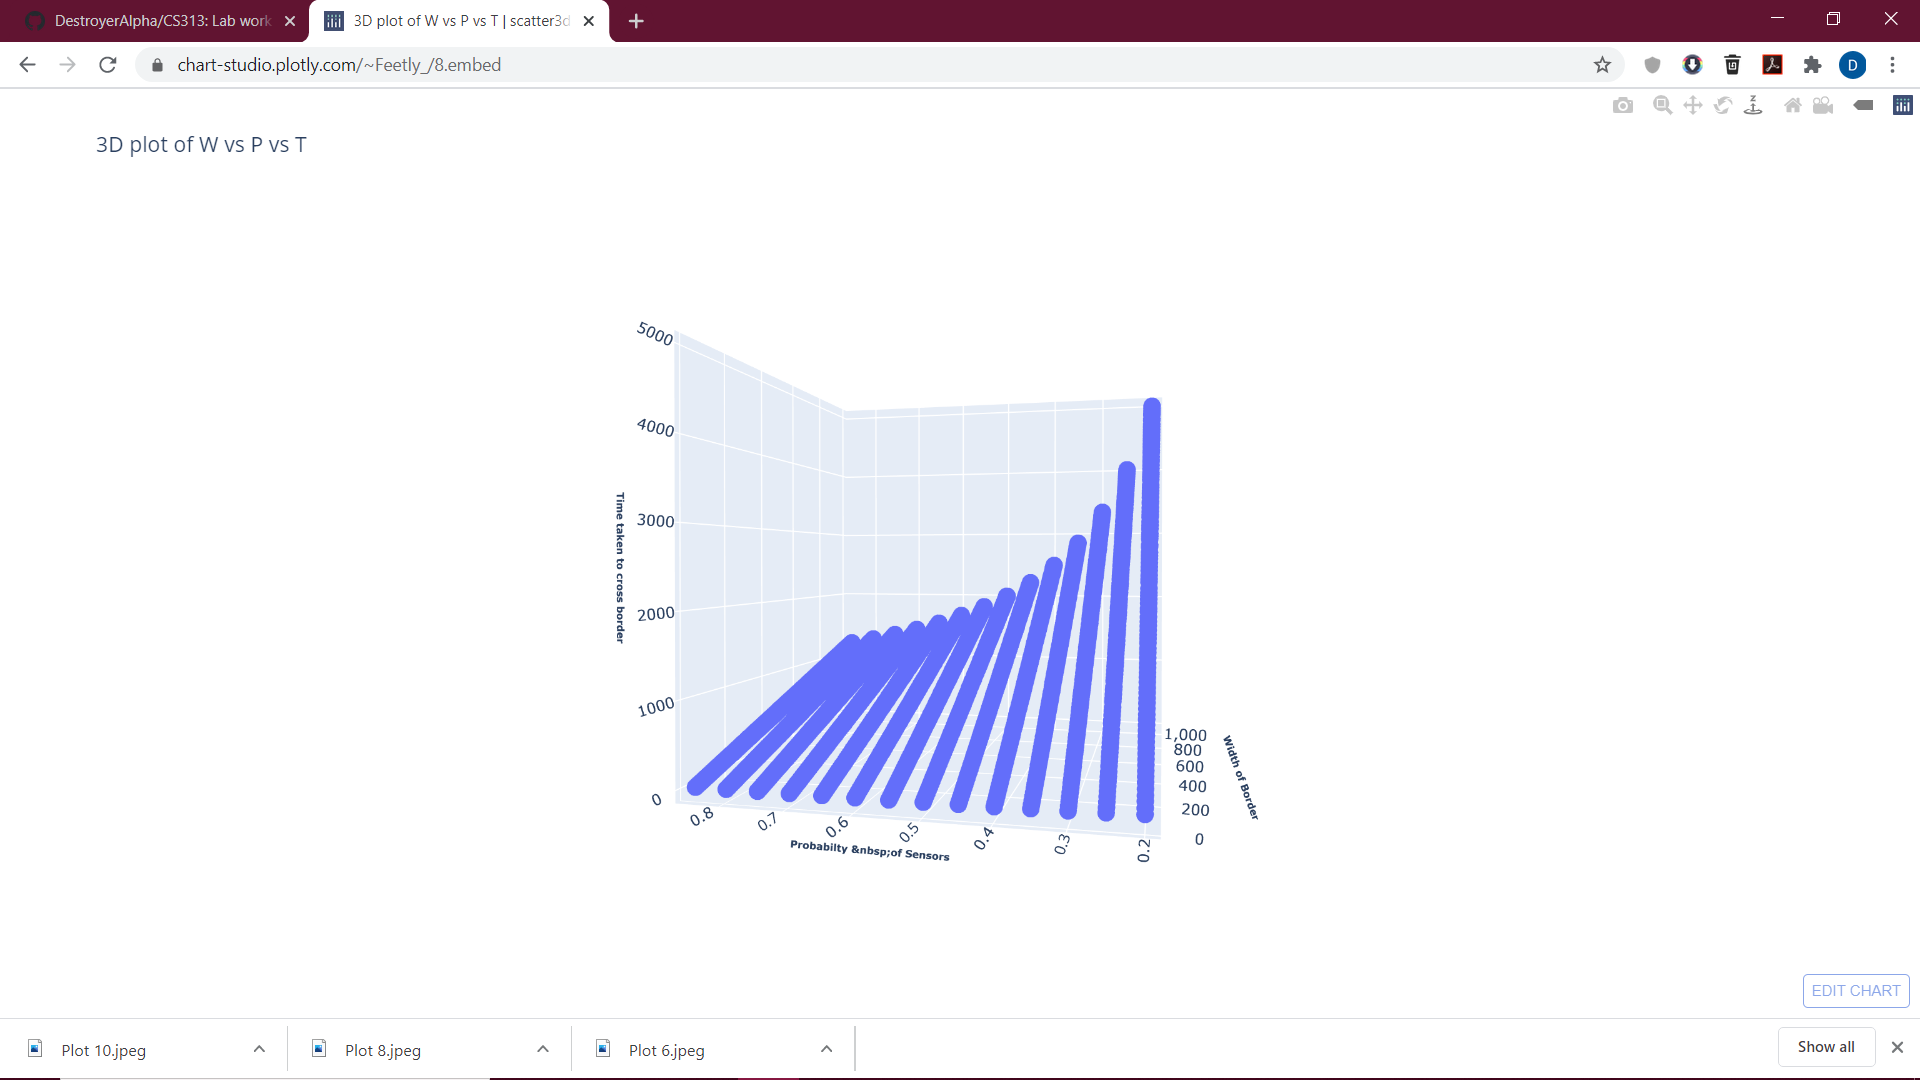 DestroyerAlpha/CS313: Lab work
3D plot of W vs P vs T | scatter3d
chart-studio.plotly.com/~Feetly_/8.embed
D
Z
3D plot of W vs P vs T
5000
4000
3000
2000
1000
0
Time taken to cross border
0.8
0.7
0.6
0.5
0.4
0.3
0.2
Probabilty &nbsp;of Sensors
1,000
800
600
400
200
0
Width of Border
EDIT CHART
Plot 10.jpeg
Plot 8.jpeg
Plot 6.jpeg
Show all